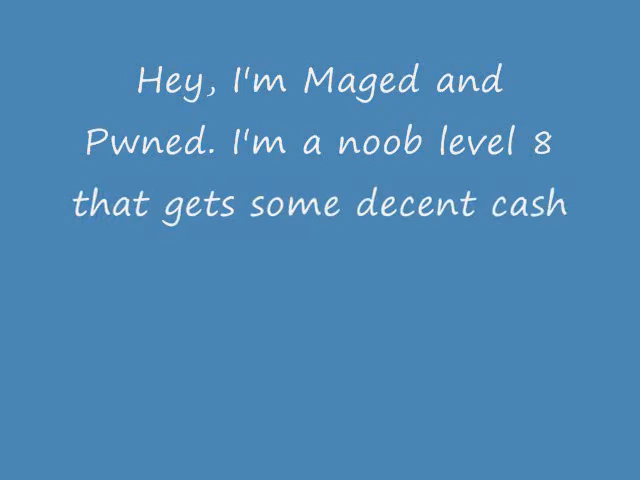 Hey, I'm Maged and
Pwned. I'm a noob level 8
that gets some decent cash